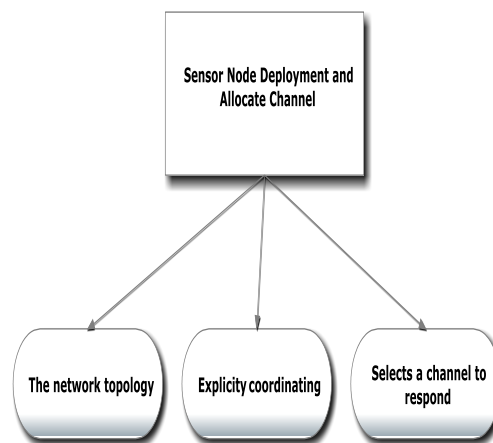 Sensor Node Deployment and
Allocate Channel
The network topology
Explicity coordinating
Selects a channel to
respond